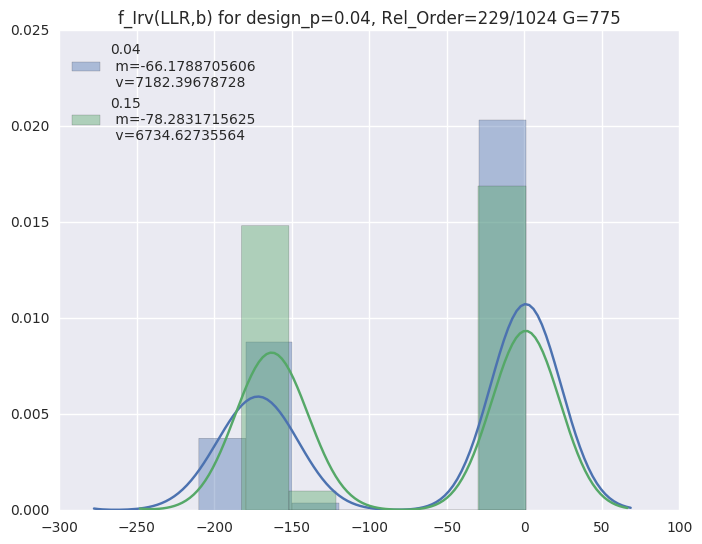 f_Irv(LLR,b) for design_p=0.04, Rel_Order=229/1024 G=775
0.04
m=-66.1788705606
v=7182.39678728
0.15
m=-78.2831715625
v=6734.62735564
0.025
0.020
0.015
0.010
0.005
0.000
−300 −250 −200 −150 −100 −50 0 50 100